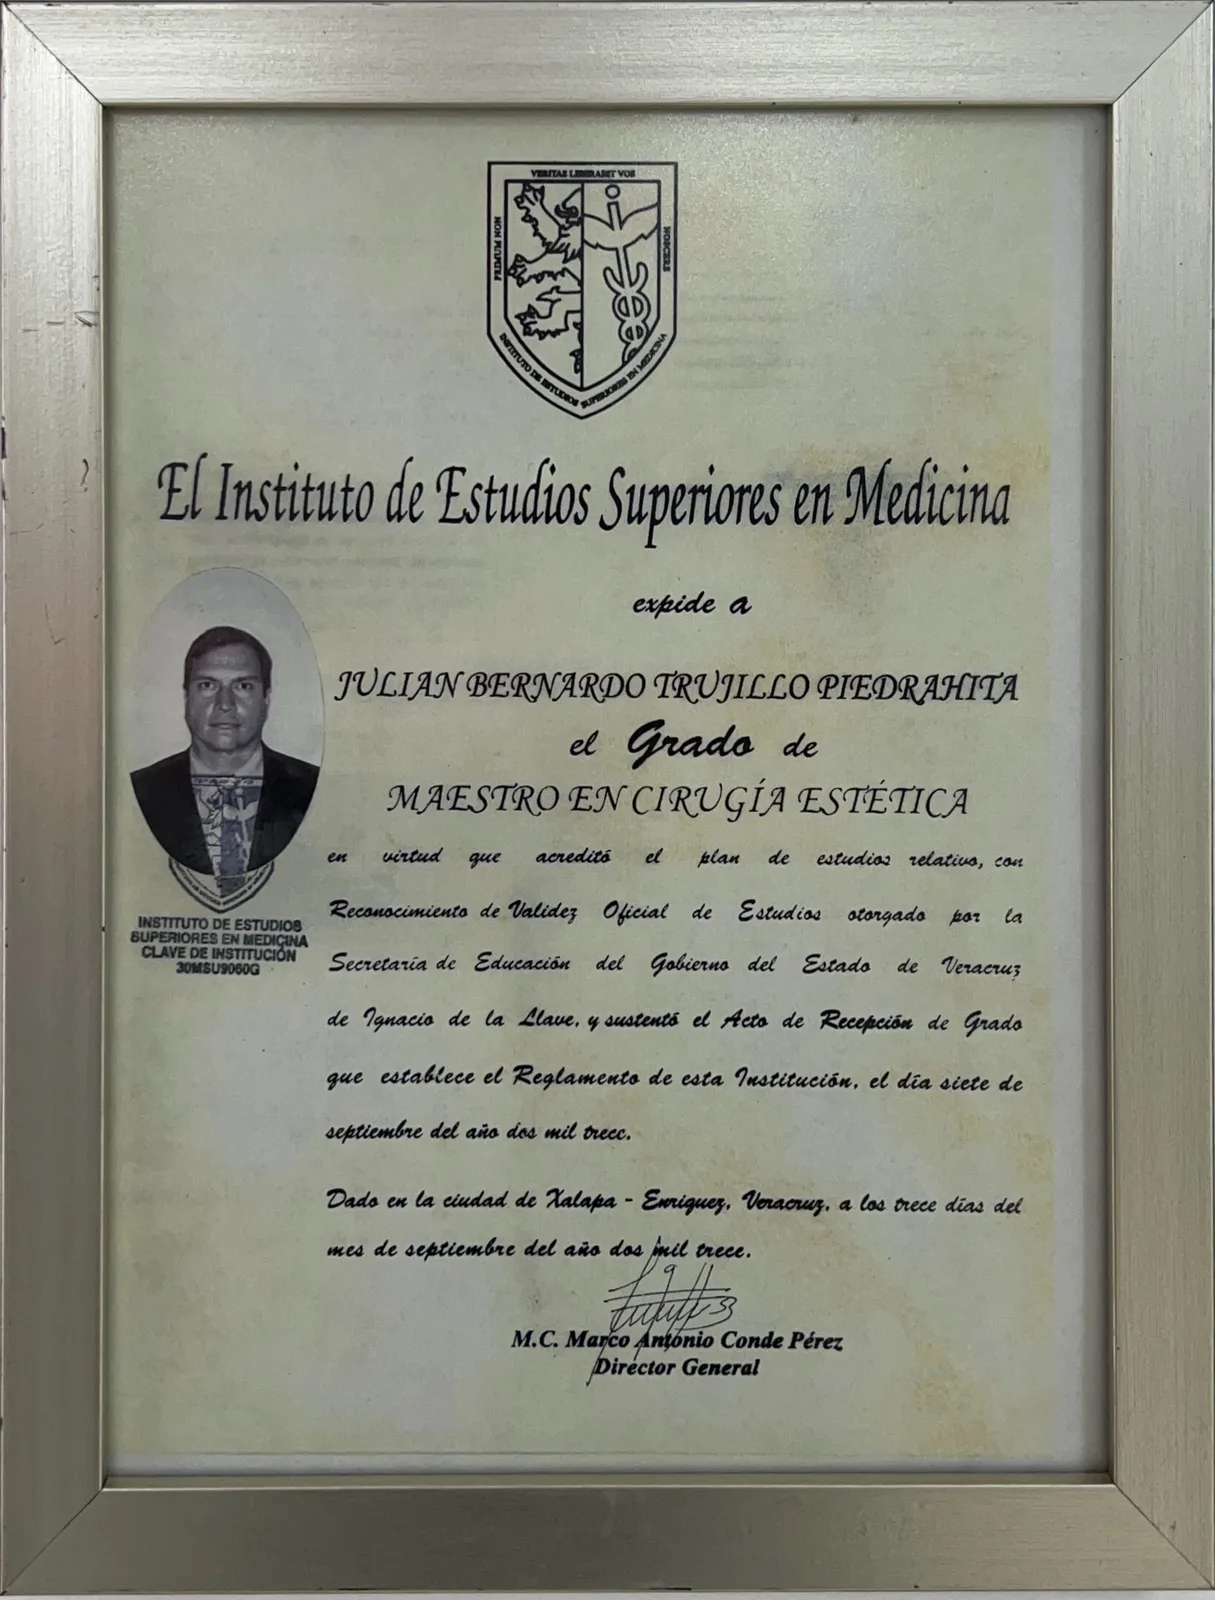 VERITAS LIBERABIT VOS
PRIMUM NON
NOSCERE
INSTITUTO DE ESTUDIOS SUPERIORES EN MEDICINA
El Instituto de Estudios Superiores en Medicina
expide a
JULIAN BERNARDO TRUJILLO PIEDRAHITA
el Grado de
MAESTRO EN CIRUGÍA ESTÉTICA
en virtud que acreditó el plan de estudios relativo, con
Reconocimiento de Validez Oficial de Estudios otorgado por la
Secretaría de Educación del Gobierno del Estado de Veracruz
de Ignacio de la Llave, y sustentó el Acto de Recepción de Grado
que establece el Reglamento de esta Institución, el día siete de
septiembre del año dos mil trece.
Dado en la ciudad de Xalapa - Enriquez, Veracruz, a los trece días del
mes de septiembre del año dos mil trece.
INSTITUTO DE ESTUDIOS
SUPERIORES EN MEDICINA
CLAVE DE INSTITUCIÓN
30MSU9060G
M.C. Marco Antonio Conde Pérez
Director General